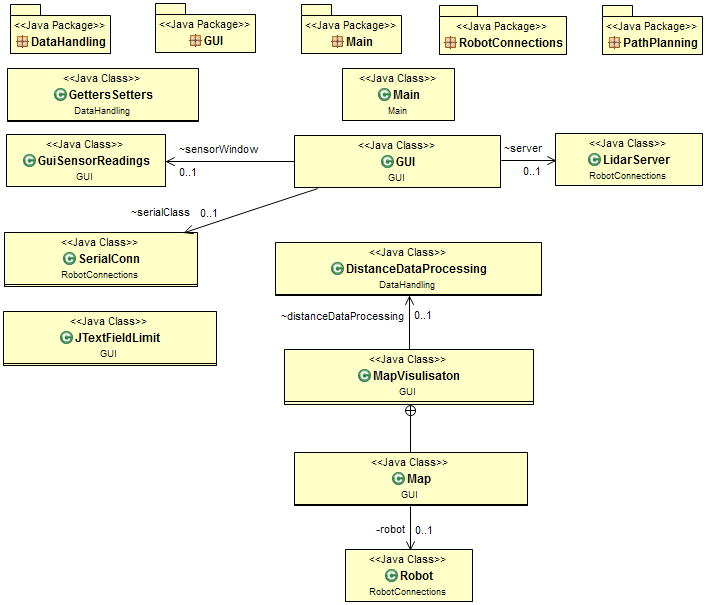 <<Java Package>>
DataHandling
<<Java Package>>
GUI
<<Java Package>>
Main
<<Java Package>>
RobotConnections
<<Java Package>>
PathPlanning
<<Java Class>>
GettersSetters
DataHandling
<<Java Class>>
Main
Main
<<Java Class>>
GuiSensorReadings
GUI
~sensorWindow
0..1
<<Java Class>>
GUI
GUI
~server
0..1
<<Java Class>>
LidarServer
RobotConnections
~serialClass
0..1
<<Java Class>>
SerialConn
RobotConnections
<<Java Class>>
DistanceDataProcessing
DataHandling
~distanceDataProcessing
0..1
<<Java Class>>
JTextFieldLimit
GUI
<<Java Class>>
MapVisulisaton
GUI
<<Java Class>>
Map
GUI
-robot
0..1
<<Java Class>>
Robot
RobotConnections